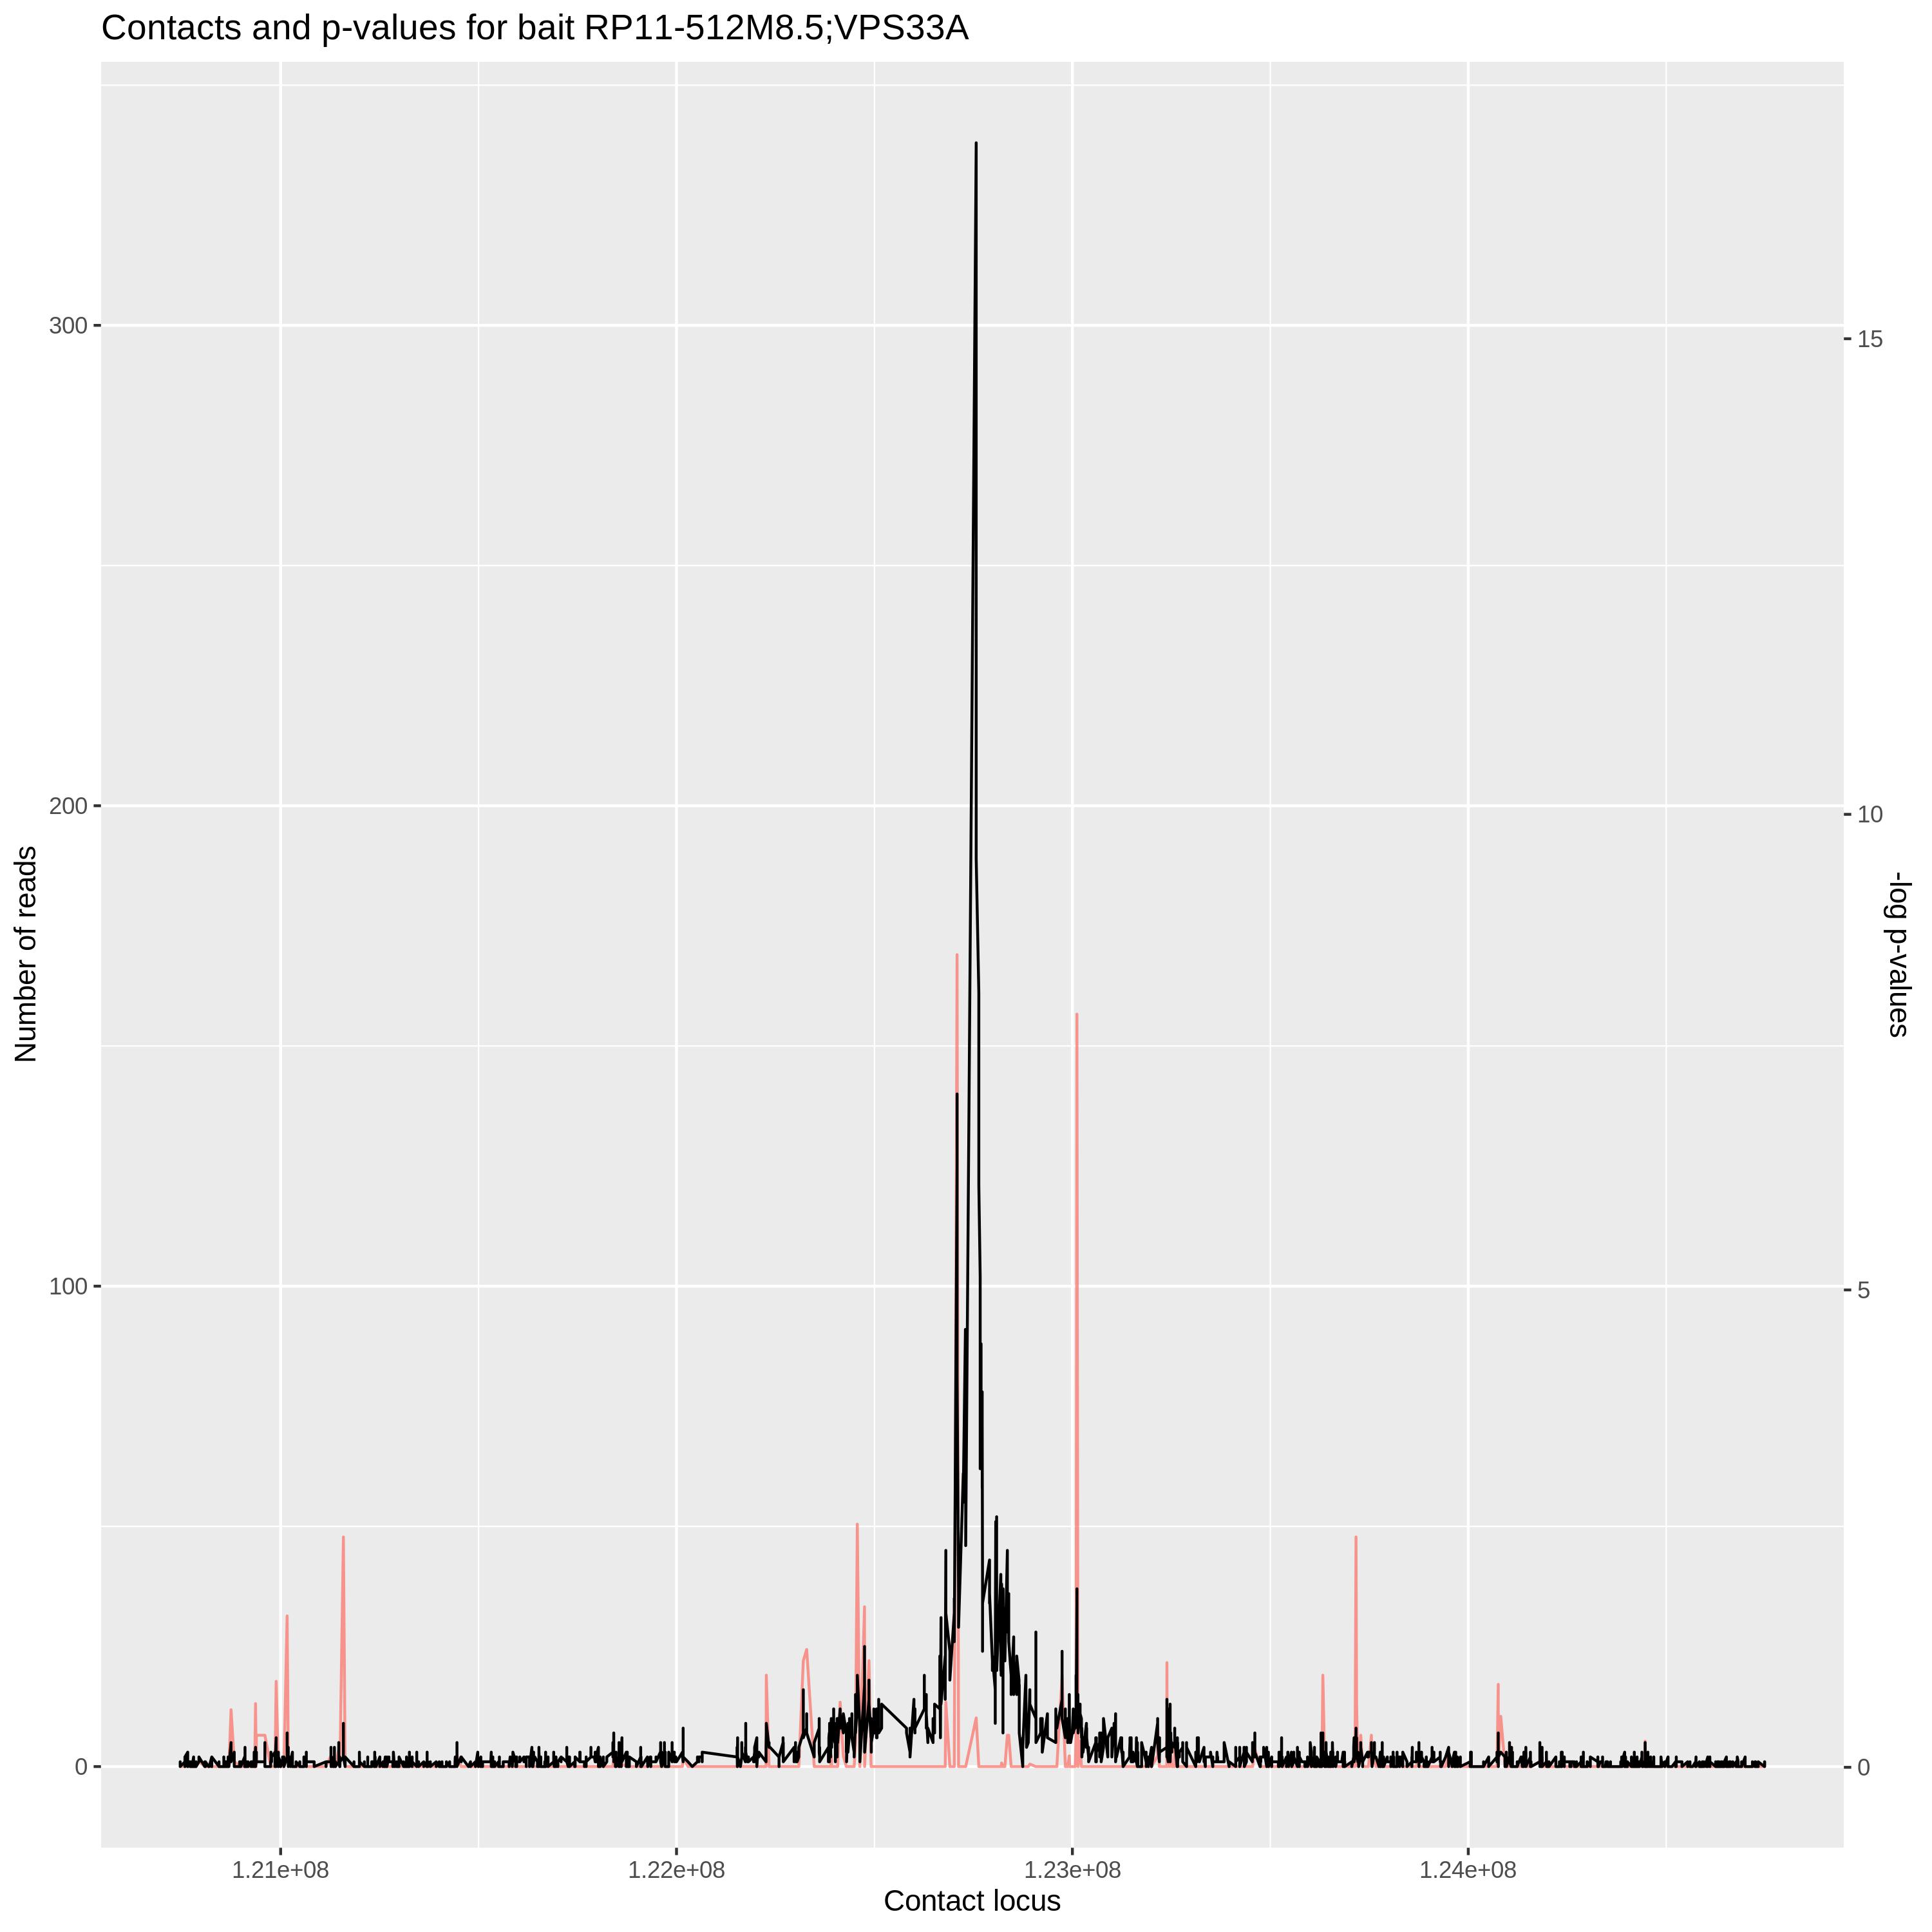 Contacts and p-values for bait RP11-512M8.5;VPS33A
Number of reads
300
200
100
0
15
10
5
0
-log p-values
1.21e+08
1.22e+08
1.23e+08
1.24e+08
Contact locus